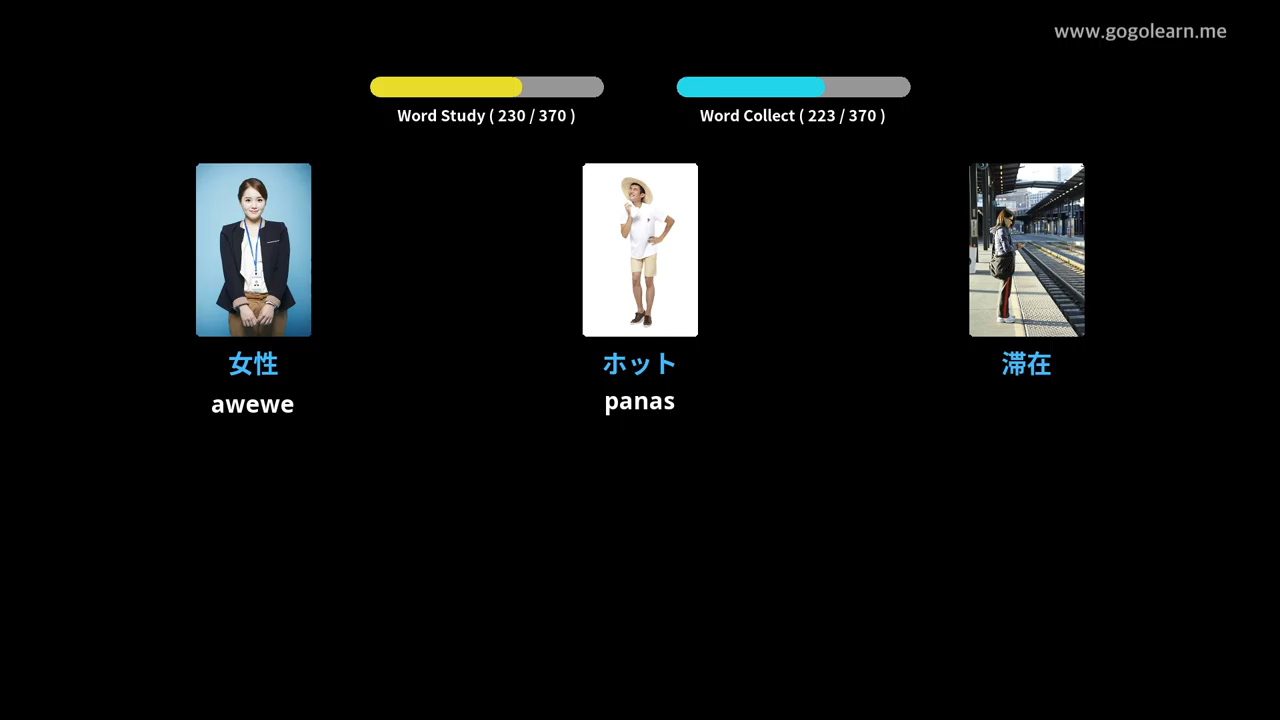 www.gogolearn.me
Word Study ( 230 / 370 )
Word Collect ( 223 / 370 )
女性
awewe
ホット
panas
滞在